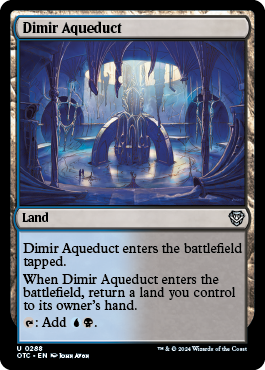 Dimir Aqueduct
Land
Dimir Aqueduct enters the battlefield
tapped.
When Dimir Aqueduct enters the
battlefield, return a land you control
to its owner's hand.
: Add .
U 0288
OTC • EN John Avon
™ & © 2024 Wizards of the Coast